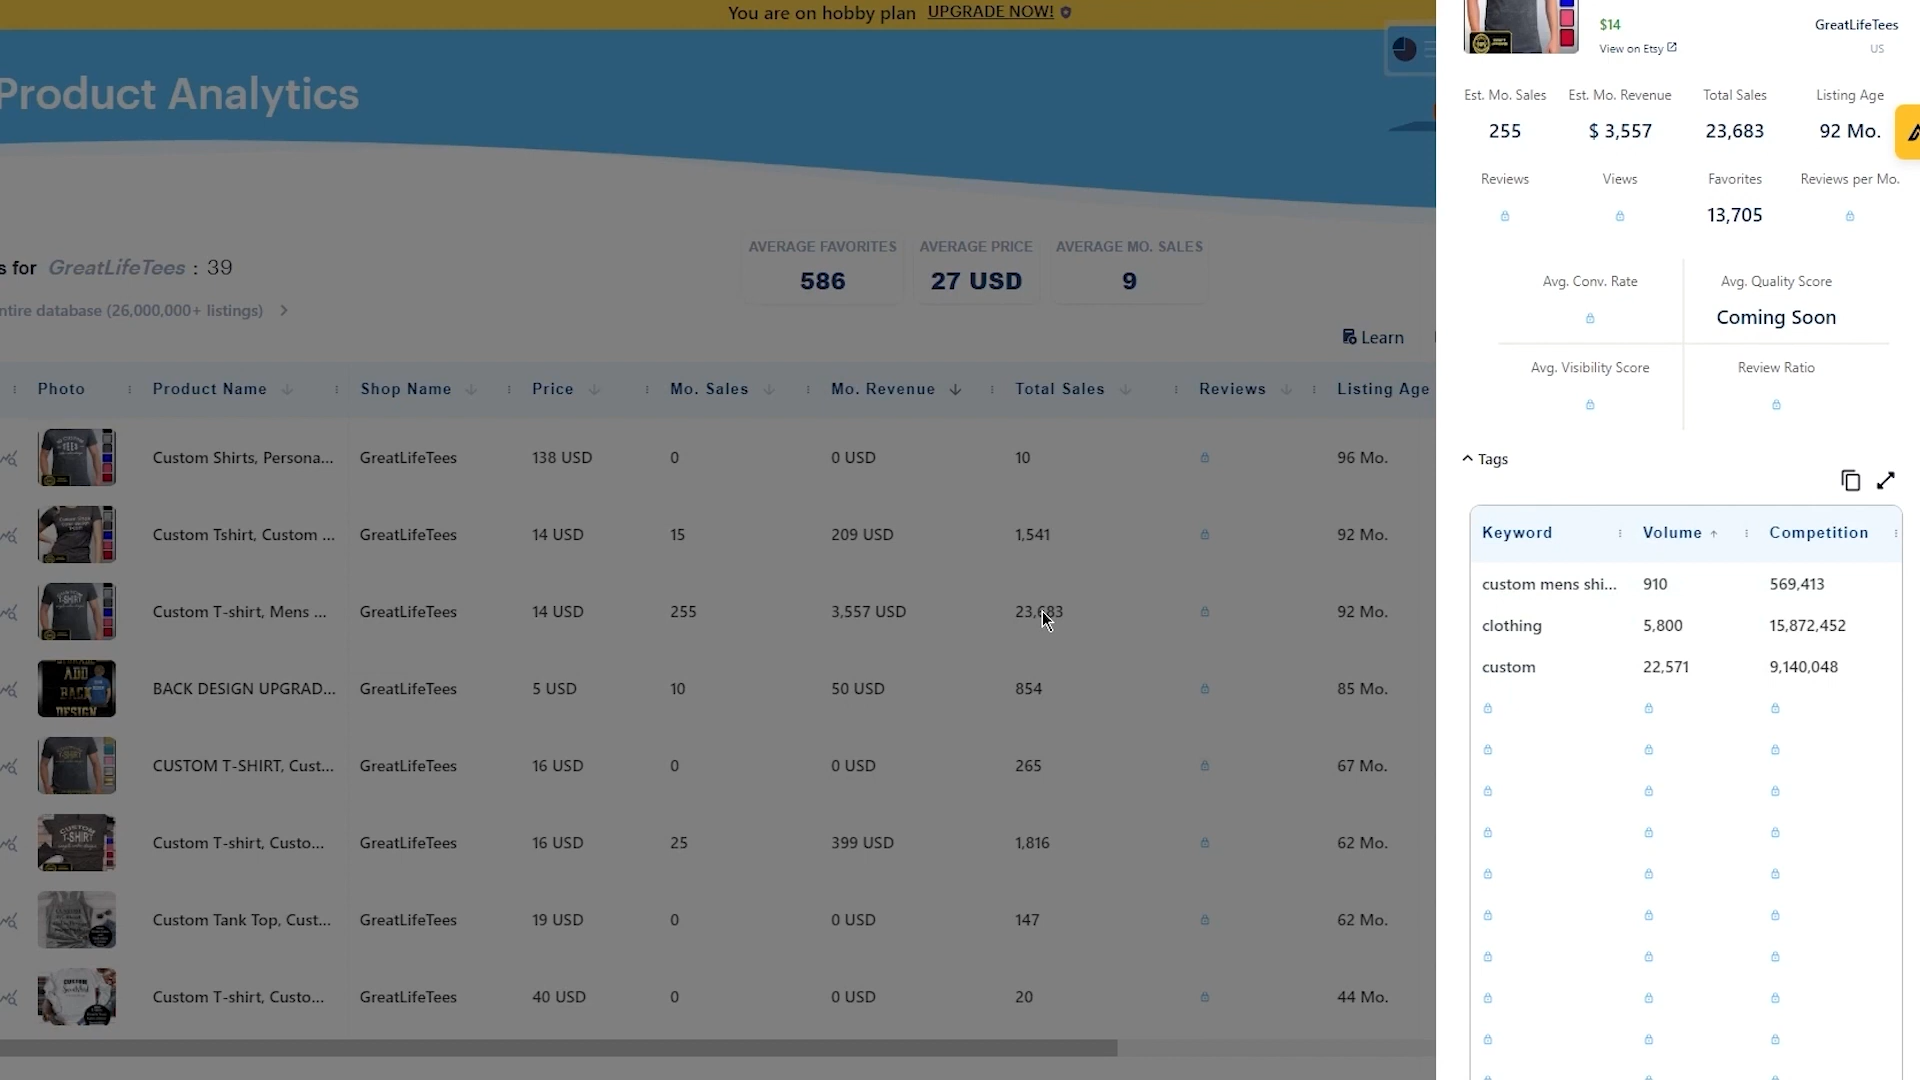 You are on hobby plan UPGRADE NOW!
Product Analytics
s for GreatLifeTees : 39
ntire database (26,000,000+ listings)
AVERAGE FAVORITES
586
AVERAGE PRICE
27 USD
AVERAGE MO. SALES
9
Learn
Photo Product Name Shop Name Price Mo. Sales Mo. Revenue Total Sales Reviews Listing Age
Custom Shirts, Persona... GreatLifeTees 138 USD 0 0 USD 10 96 Mo.
Custom Tshirt, Custom ... GreatLifeTees 14 USD 15 209 USD 1,541 92 Mo.
Custom T-shirt, Mens ... GreatLifeTees 14 USD 255 3,557 USD 23,683 92 Mo.
ADD BACK DESIGN
BACK DESIGN UPGRAD... GreatLifeTees 5 USD 10 50 USD 854 85 Mo.
CUSTOM T-SHIRT, Cust... GreatLifeTees 16 USD 0 0 USD 265 67 Mo.
CUSTOM T-SHIRT
Custom T-shirt, Custo... GreatLifeTees 16 USD 25 399 USD 1,816 62 Mo.
Custom Tank Top, Cust... GreatLifeTees 19 USD 0 0 USD 147 62 Mo.
Custom T-shirt, Custo... GreatLifeTees 40 USD 0 0 USD 20 44 Mo.
$14
GreatLifeTees
View on Etsy
US
Est. Mo. Sales Est. Mo. Revenue Total Sales Listing Age
255 $ 3,557 23,683 92 Mo.
Reviews Views Favorites Reviews per Mo.
13,705
Avg. Conv. Rate Avg. Quality Score
Coming Soon
Avg. Visibility Score Review Ratio
Tags
Keyword Volume Competition
custom mens shi... 910 569,413
clothing 5,800 15,872,452
custom 22,571 9,140,048